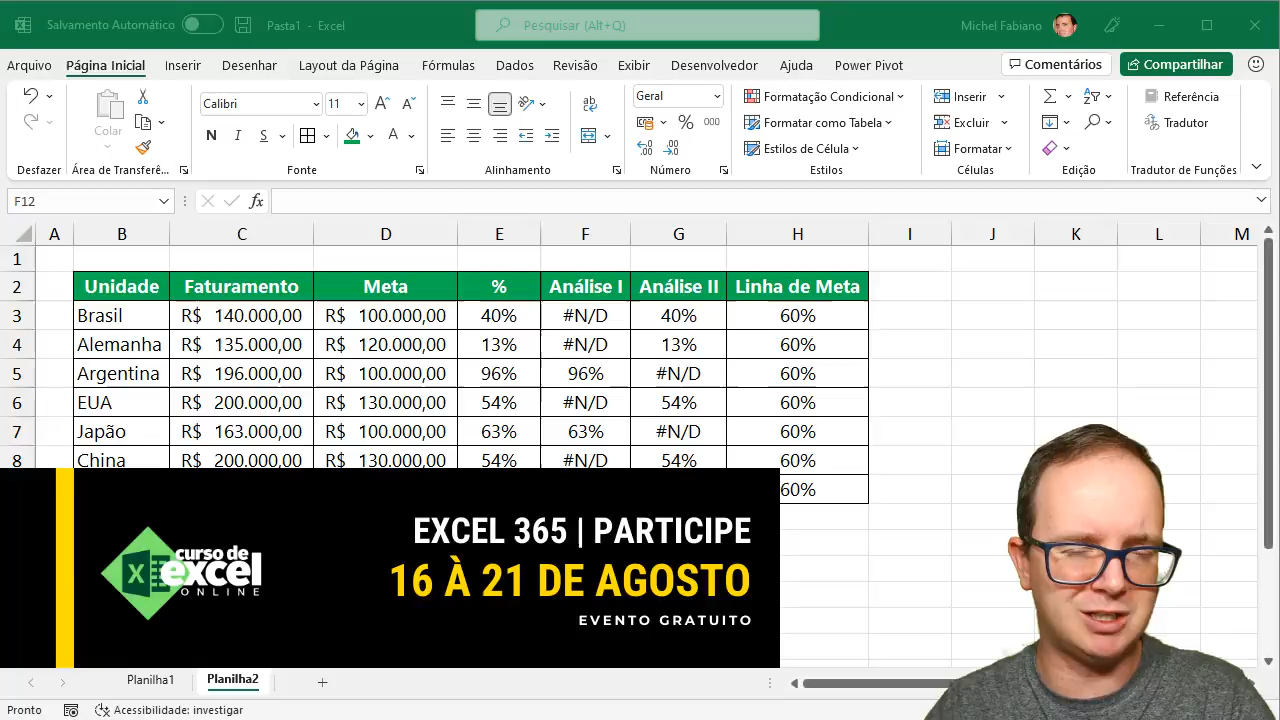 Salvamento Automático
Pasta1 - Excel
Pesquisar (Alt+Q)
Michel Fabiano
Arquivo Página Inicial Inserir Desenhar Layout da Página Fórmulas Dados Revisão Exibir Desenvolvedor Ajuda Power Pivot Comentários Compartilhar
Colar
Calibri 11
N I S A
ab
Geral
% 000
Formatação Condicional
Formatar como Tabela
Estilos de Célula
Inserir
Excluir
Formatar
Referência
Tradutor
Desfazer Área de Transferê... Fonte Alinhamento Número Estilos Células Edição Tradutor de Funções
F12 fx
A B C D E F G H I J K L M
1
2 Unidade Faturamento Meta % Análise I Análise II Linha de Meta
3 Brasil R$ 140.000,00 R$ 100.000,00 40% #N/D 40% 60%
4 Alemanha R$ 135.000,00 R$ 120.000,00 13% #N/D 13% 60%
5 Argentina R$ 196.000,00 R$ 100.000,00 96% 96% #N/D 60%
6 EUA R$ 200.000,00 R$ 130.000,00 54% #N/D 54% 60%
7 Japão R$ 163.000,00 R$ 100.000,00 63% 63% #N/D 60%
8 China R$ 200.000,00 R$ 130.000,00 54% #N/D 54% 60%
60%
curso de
excel
ONLINE
EXCEL 365 | PARTICIPE
16 À 21 DE AGOSTO
EVENTO GRATUITO
Planilha1 Planilha2
Pronto Acessibilidade: investigar